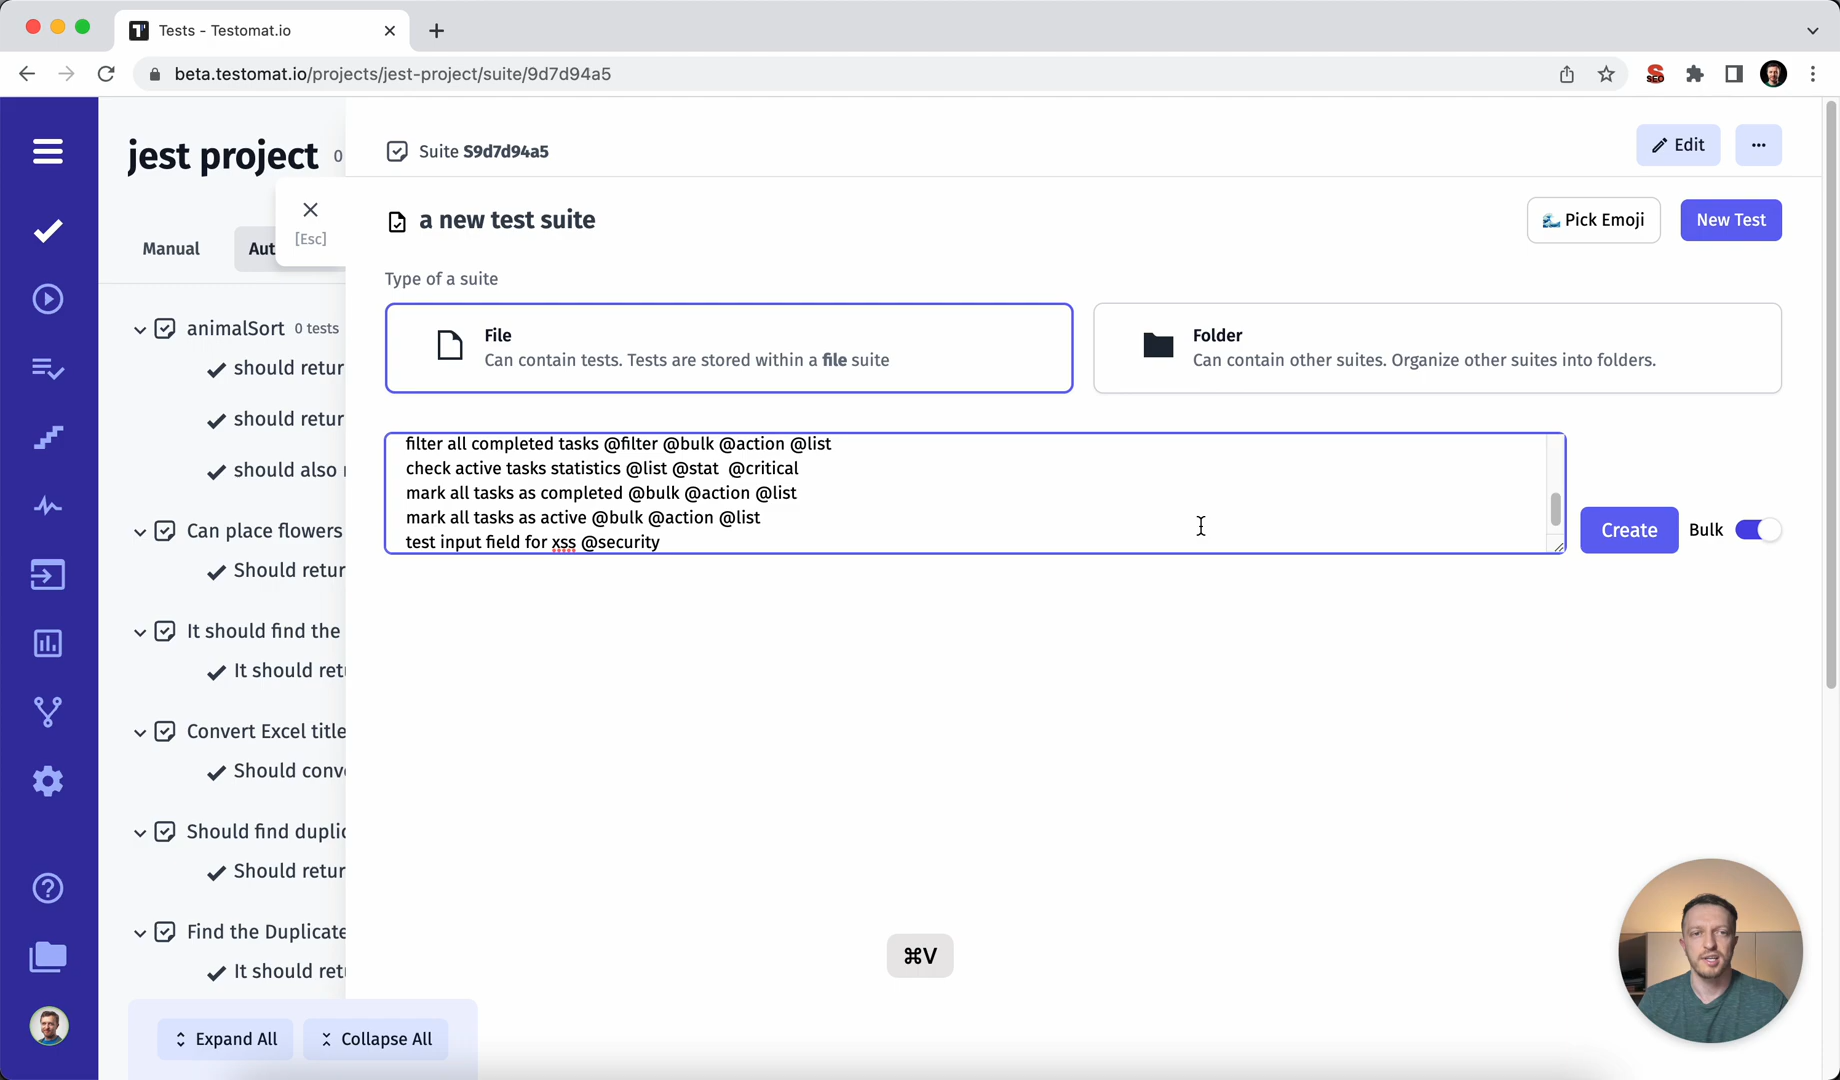 Tests - Testomat.io
beta.testomat.io/projects/jest-project/suite/9d7d94a5
jest project 0
Suite S9d7d94a5
Edit
[Esc]
a new test suite
Pick Emoji
New Test
Manual
Aut
Type of a suite
File
Can contain tests. Tests are stored within a file suite
Folder
Can contain other suites. Organize other suites into folders.
animalSort 0 tests
should retur
should retur
should also
filter all completed tasks @filter @bulk @action @list
check active tasks statistics @list @stat  @critical
mark all tasks as completed @bulk @action @list
mark all tasks as active @bulk @action @list
test input field for xss @security
Create
Bulk
Can place flowers
Should retur
It should find the
It should ret
Convert Excel title
Should conv
Should find duplic
Should retur
Find the Duplicate
It should ret
⌘V
Expand All
Collapse All